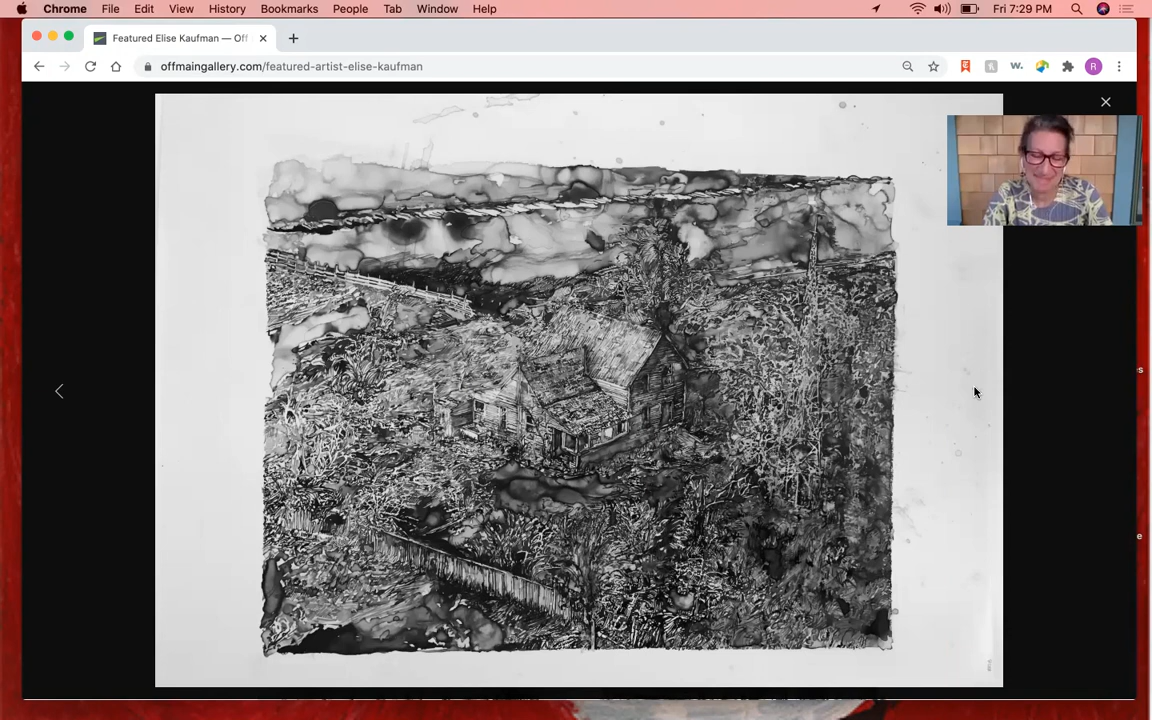 Chrome File Edit View History Bookmarks People Tab Window Help Fri 7:29 PM
Featured Elise Kaufman — Off
offmaingallery.com/featured-artist-elise-kaufman
w.
R
s
e